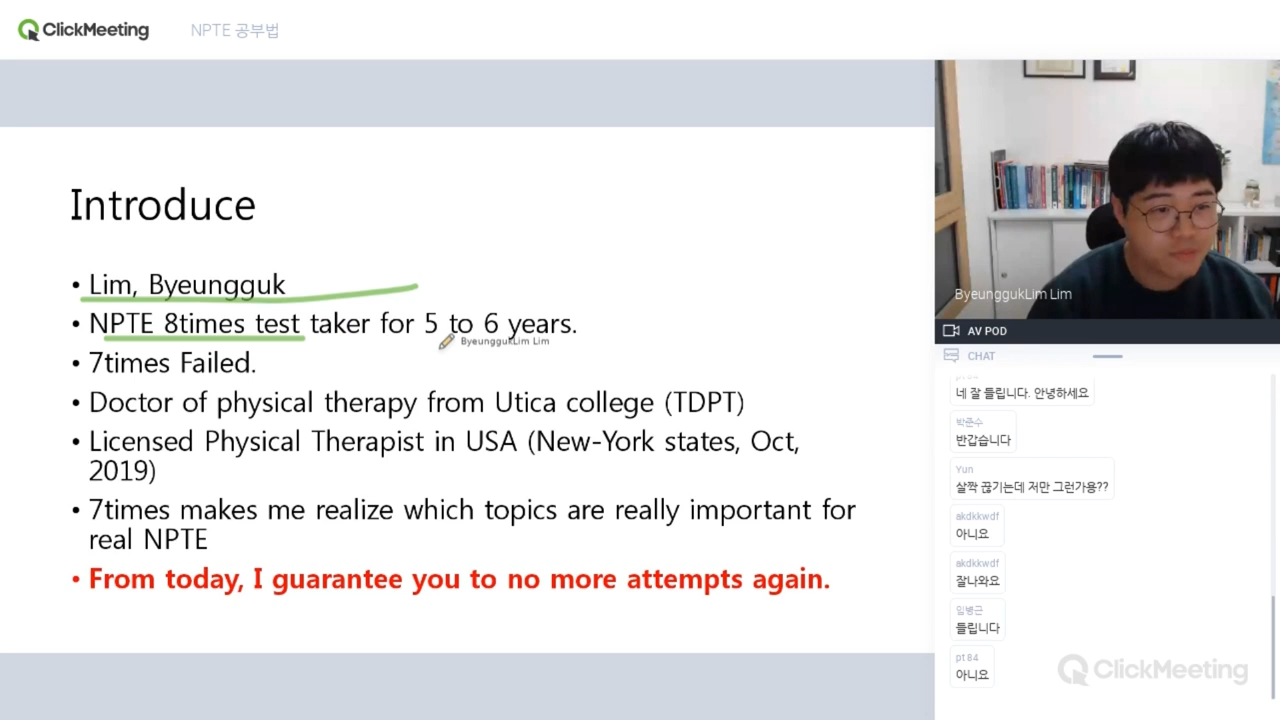 ClickMeeting
NPTE 공부법
Introduce
• Lim, Byeungguk
• NPTE 8times test taker for 5 to 6 years.
ByeunggukLim Lim
• 7times Failed.
• Doctor of physical therapy from Utica college (TDPT)
• Licensed Physical Therapist in USA (New-York states, Oct,
2019)
• 7times makes me realize which topics are really important for
real NPTE
• From today, I guarantee you to no more attempts again.
ByeunggukLim Lim
AV POD
CHAT
네 잘 들립니다. 안녕하세요
박준수
반갑습니다
Yun
살짝 끊기는데 저만 그런가용??
akdkkwdf
아니요
akdkkwdf
잘나와요
임병근
들립니다
pt 84
아니요
ClickMeeting